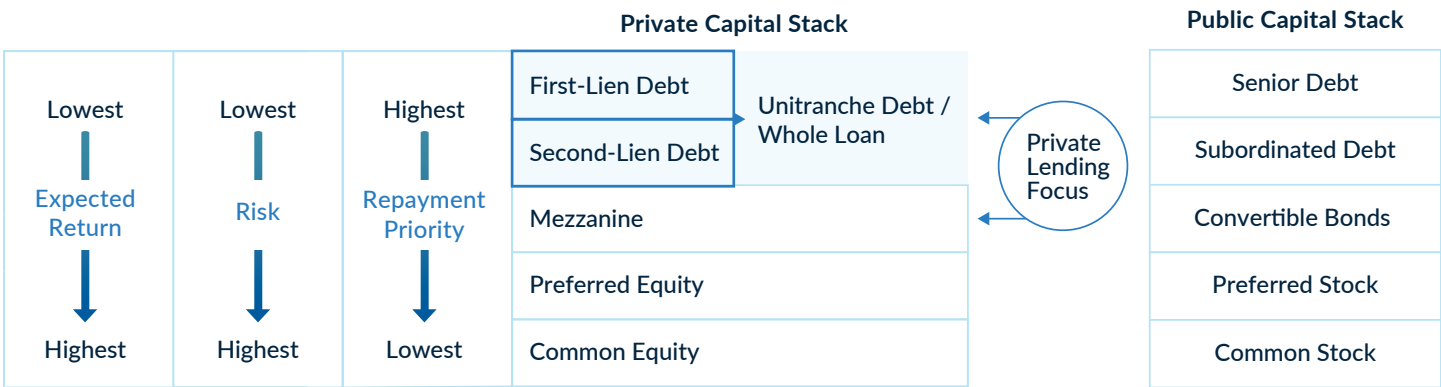 Private Capital Stack
Public Capital Stack
Lowest
Expected
Return
Highest
Lowest
Risk
Highest
Highest
Repayment
Priority
Lowest
First-Lien Debt
Second-Lien Debt
Unitranche Debt /
Whole Loan
Mezzanine
Preferred Equity
Common Equity
Private
Lending
Focus
Senior Debt
Subordinated Debt
Convertible Bonds
Preferred Stock
Common Stock